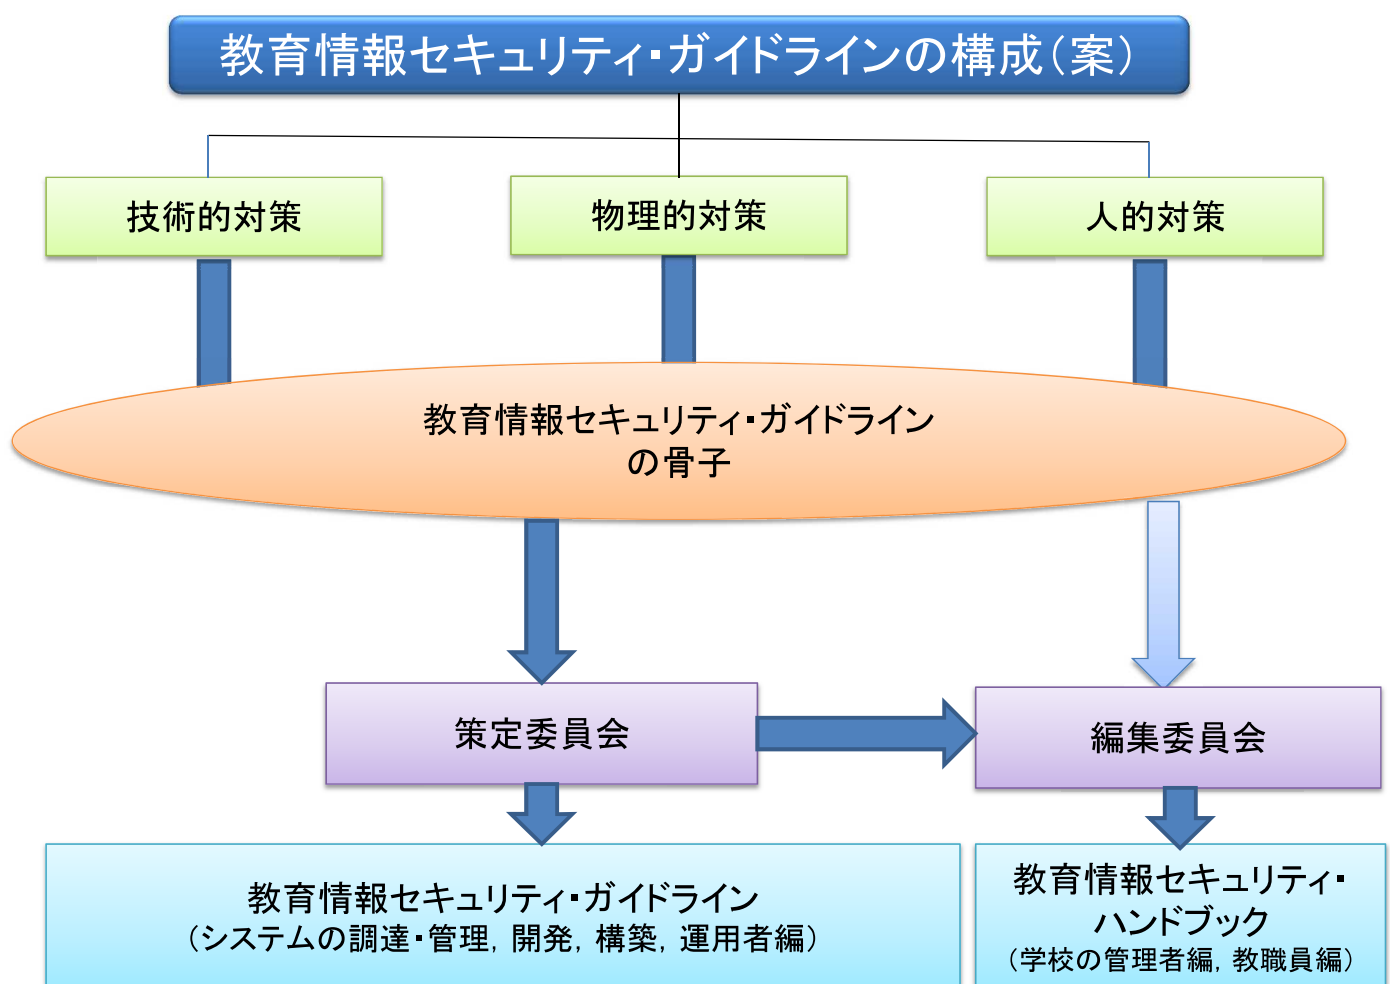 教育情報セキュリティ・ガイドラインの構成（案）
技術的対策
物理的対策
人的対策
教育情報セキュリティ・ガイドライン
の骨子
策定委員会
編集委員会
教育情報セキュリティ・ガイドライン
（システムの調達・管理，開発，構築，運用者編）
教育情報セキュリティ・
ハンドブック
（学校の管理者編，教職員編）